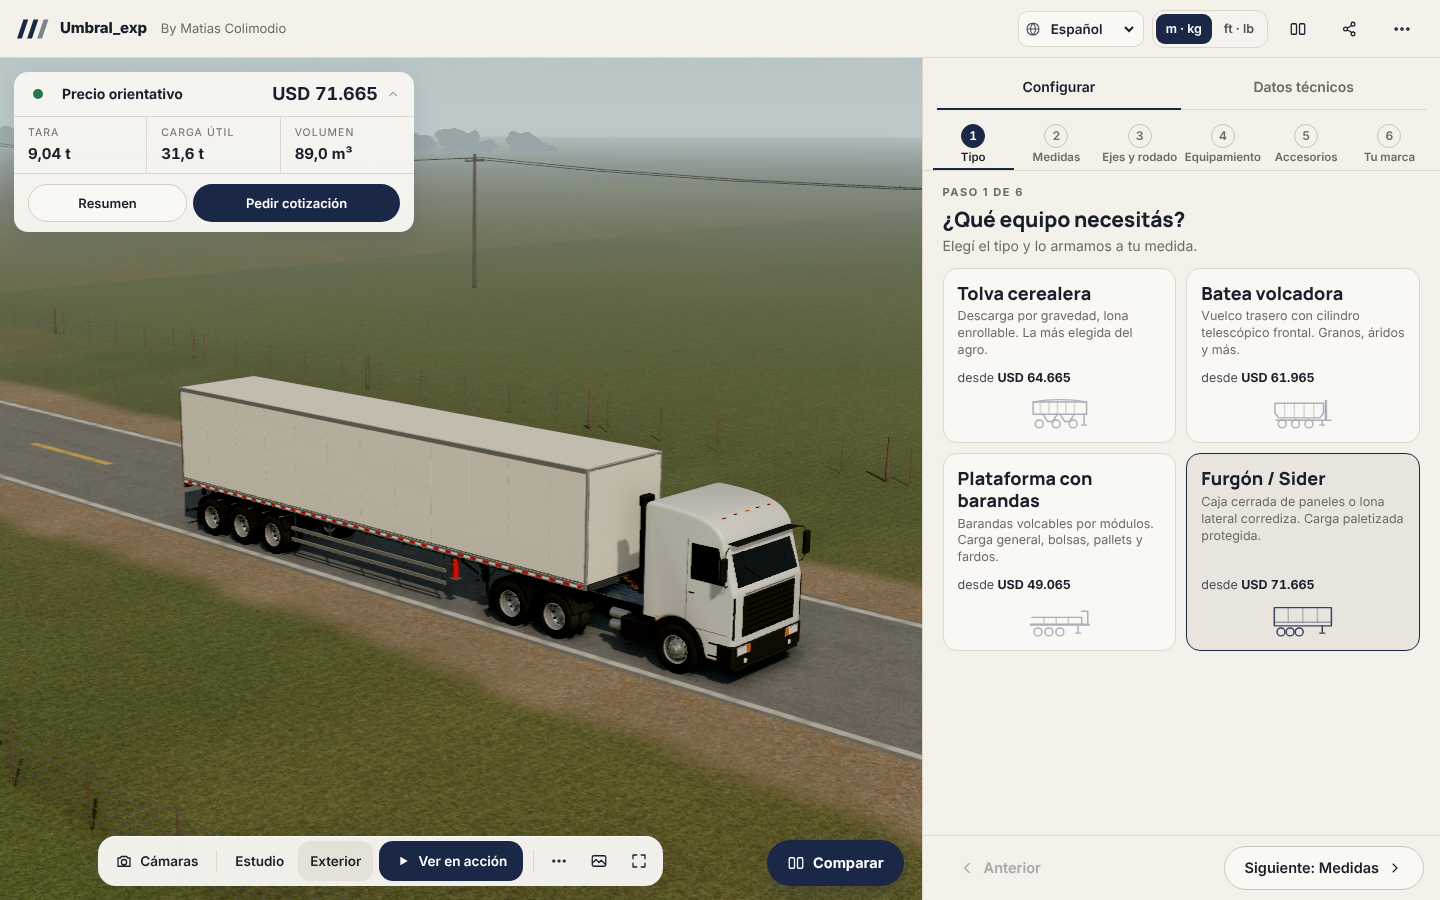 Umbral_exp
By Matias Colimodio
Español
m · kg
ft · lb
Precio orientativo
USD 71.665
TARA
CARGA ÚTIL
VOLUMEN
9,04 t
31,6 t
89,0 m³
Resumen
Pedir cotización
Cámaras
Estudio
Exterior
Ver en acción
Comparar
Configurar
Datos técnicos
1
2
3
4
5
6
Tipo
Medidas
Ejes y rodado
Equipamiento
Accesorios
Tu marca
PASO 1 DE 6
¿Qué equipo necesitás?
Elegí el tipo y lo armamos a tu medida.
Tolva cerealera
Descarga por gravedad, lona
enrollable. La más elegida del
agro.
desde USD 64.665
Batea volcadora
Vuelco trasero con cilindro
telescópico frontal. Granos, áridos
y más.
desde USD 61.965
Plataforma con
barandas
Barandas volcables por módulos.
Carga general, bolsas, pallets y
fardos.
desde USD 49.065
Furgón / Sider
Caja cerrada de paneles o lona
lateral corrediza. Carga paletizada
protegida.
desde USD 71.665
Anterior
Siguiente: Medidas